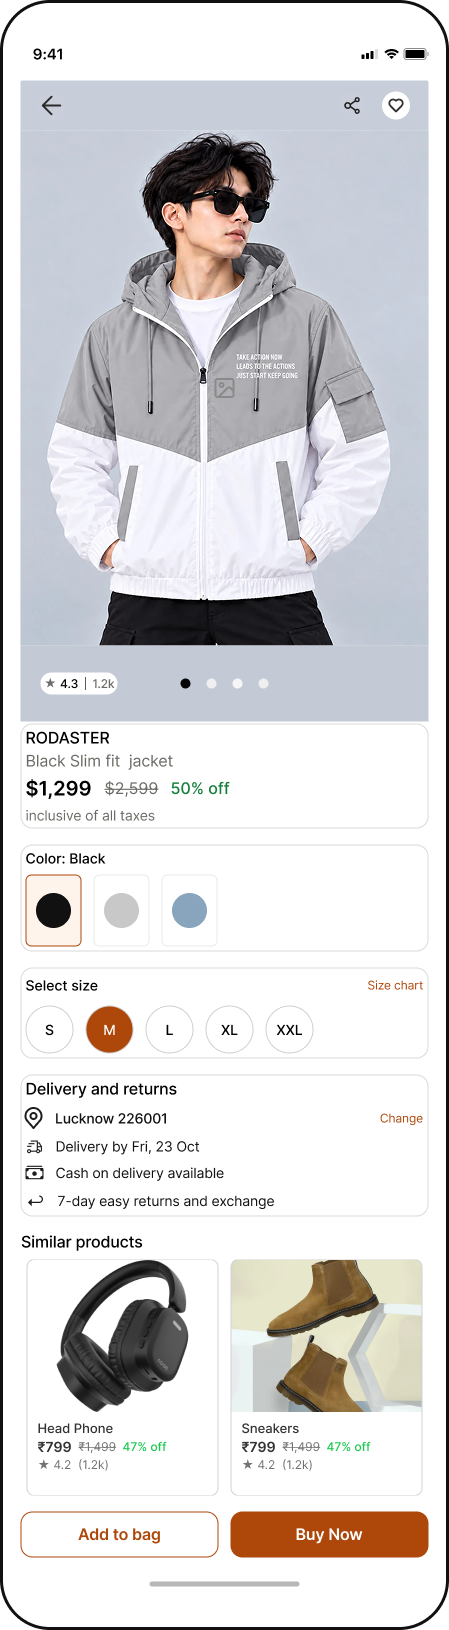 9:41
TAKE ACTION NOW
LEADS TO THE ACTIONS
JUST START KEEP GOING
★ 4.3 | 1.2k
RODASTER
Black Slim fit jacket
$1,299 $2,599 50% off
inclusive of all taxes
Color: Black
Select size Size chart
S M L XL XXL
Delivery and returns
Lucknow 226001 Change
Delivery by Fri, 23 Oct
Cash on delivery available
7-day easy returns and exchange
Similar products
Head Phone
₹799 ₹1,499 47% off
★ 4.2 (1.2k)
Sneakers
₹799 ₹1,499 47% off
★ 4.2 (1.2k)
Add to bag Buy Now